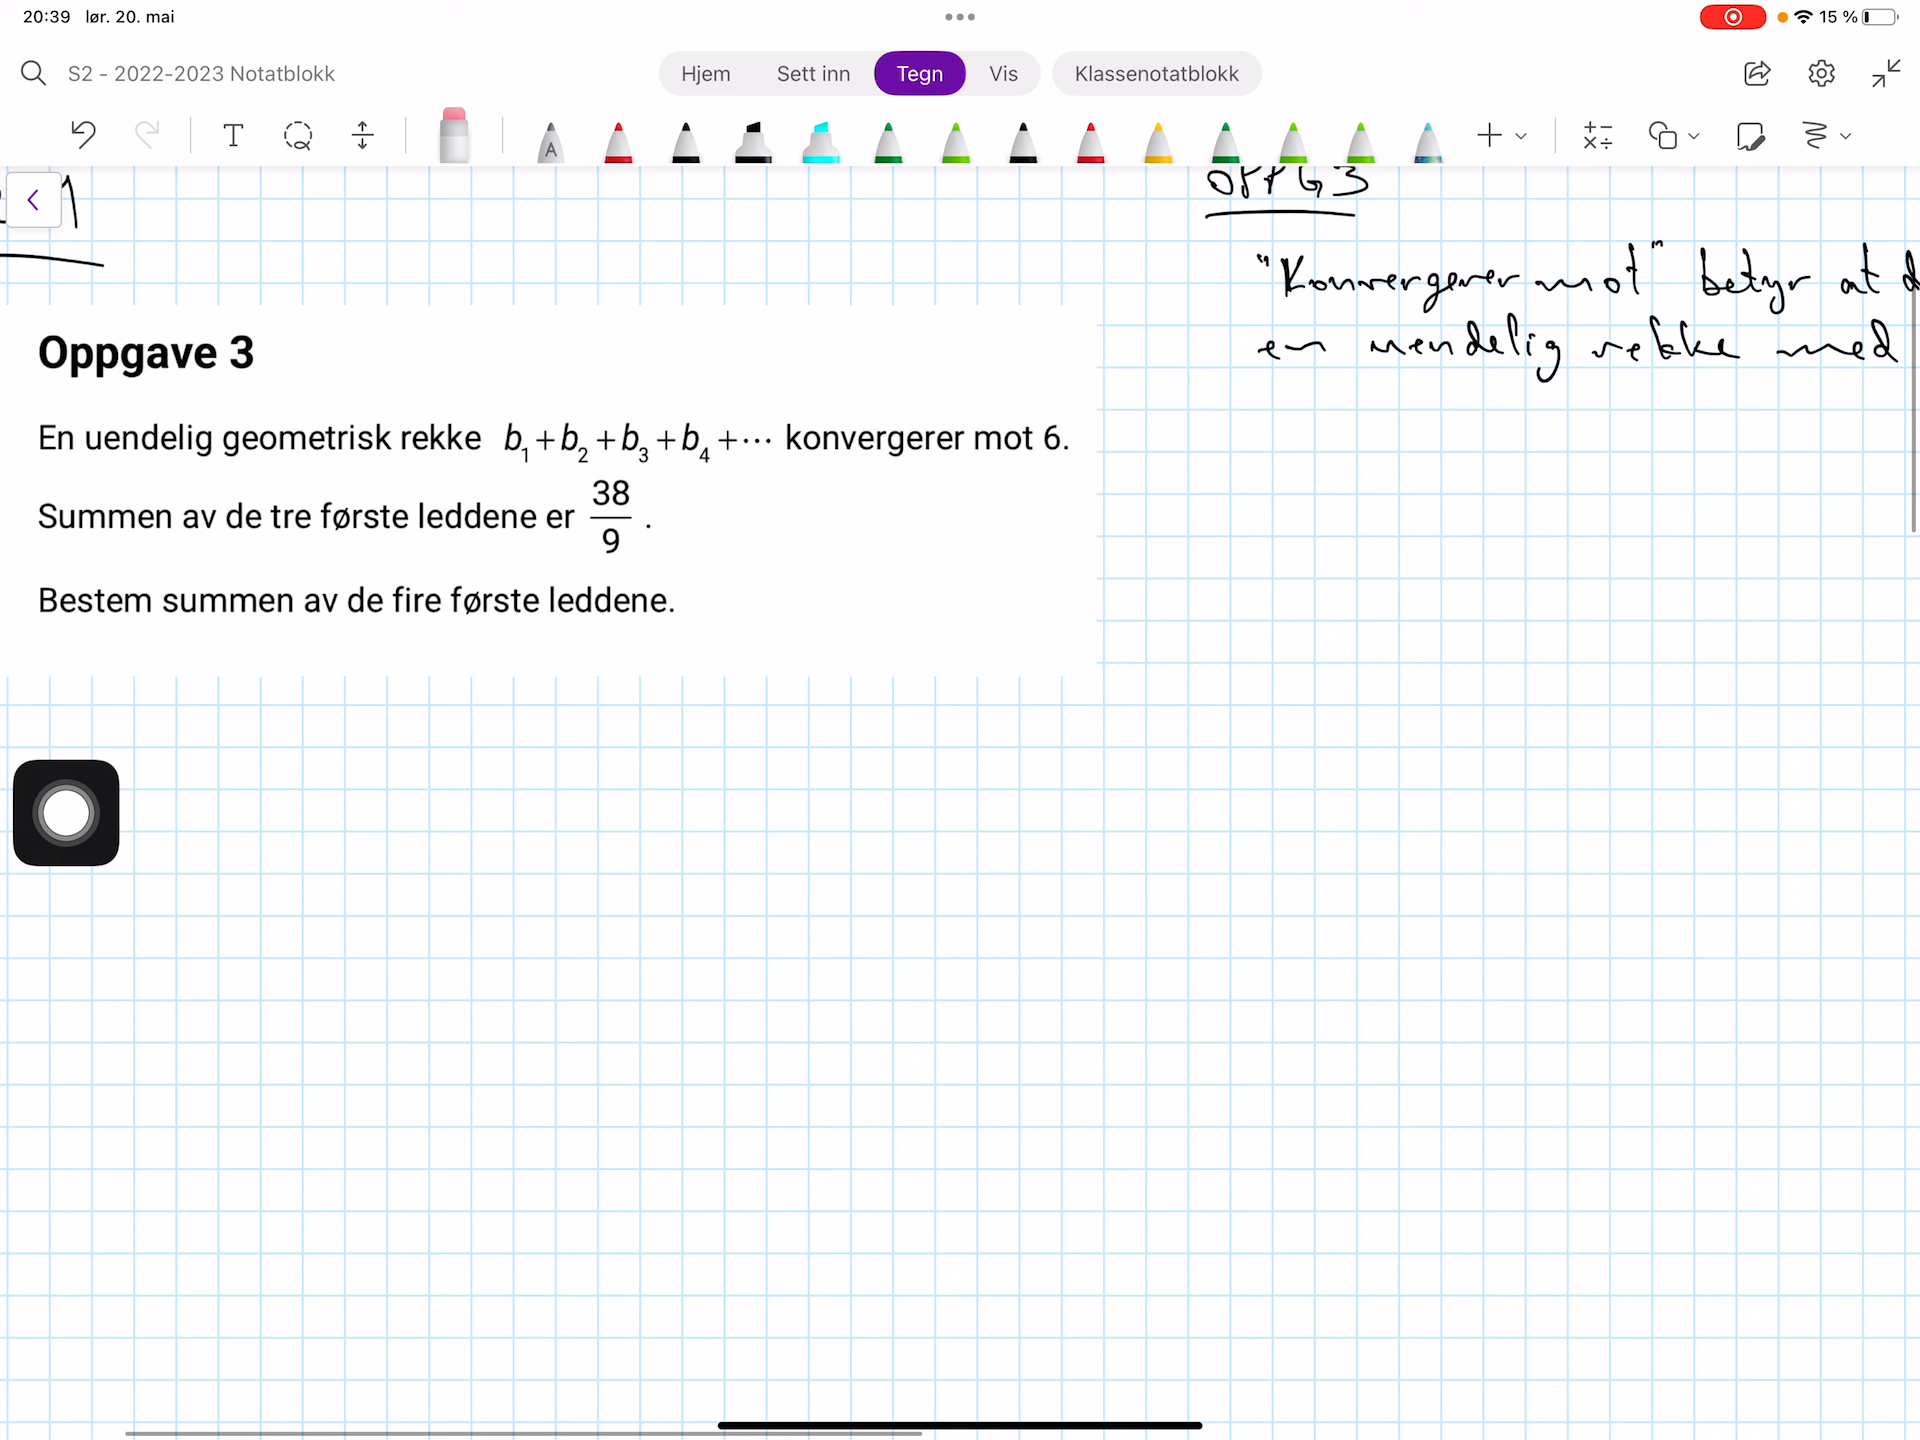 20:39 lør. 20. mai
15 %
S2 - 2022-2023 Notatblokk
Hjem Sett inn Tegn Vis Klassenotatblokk
T A
OPPG 3
"Konvergerer mot" betyr at d
en uendelig rekke med
Oppgave 3
En uendelig geometrisk rekke b₁+b₂+b₃+b₄+⋯ konvergerer mot 6.
Summen av de tre første leddene er 38/9 .
Bestem summen av de fire første leddene.